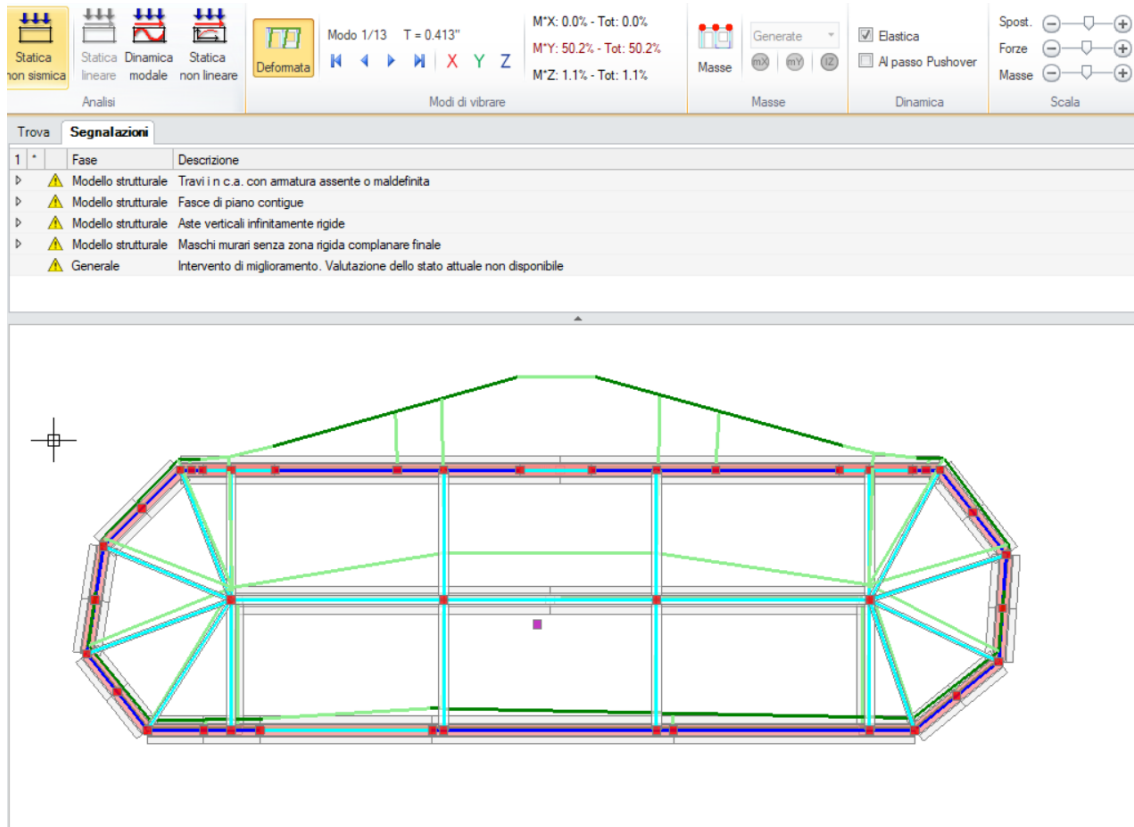 Statica
non sismica
Statica
lineare
Dinamica
modale
Statica
non lineare
Analisi
Deformata
Modo 1/13 T = 0.413"
X Y Z
M*X: 0.0% - Tot: 0.0%
M*Y: 50.2% - Tot: 50.2%
M*Z: 1.1% - Tot: 1.1%
Modi di vibrare
Masse
Generate
mX mY IZ
Masse
Elastica
Al passo Pushover
Dinamica
Spost.
Forze
Masse
Scala
Trova Segnalazioni
1 * Fase Descrizione
Modello strutturale Travi i n c.a. con armatura assente o maldefinita
Modello strutturale Fasce di piano contigue
Modello strutturale Aste verticali infinitamente rigide
Modello strutturale Maschi murari senza zona rigida complanare finale
Generale Intervento di miglioramento. Valutazione dello stato attuale non disponibile